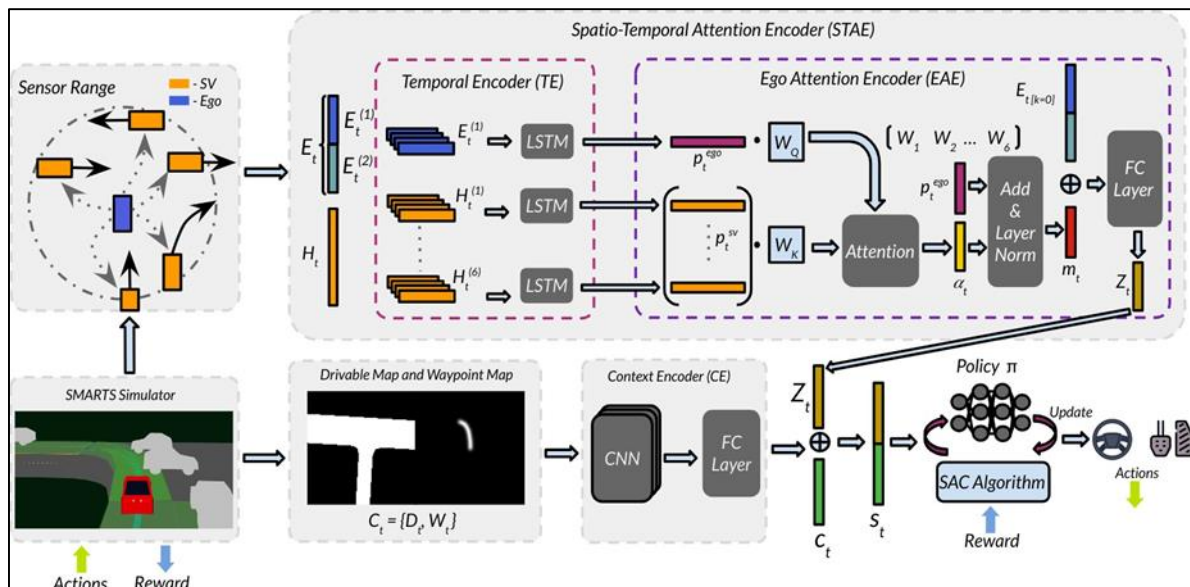 Spatio-Temporal Attention Encoder (STAE)
Sensor Range
- SV
- Ego
E_t
E_t^(1)
E_t^(2)
H_t
Temporal Encoder (TE)
E_t^(1)
LSTM
H_t^(1)
LSTM
H_t^(6)
LSTM
Ego Attention Encoder (EAE)
p_t^ego
W_Q
p_t^sv
W_K
Attention
W_1 W_2 ... W_6
p_t^ego
α_t
Add
&
Layer
Norm
E_t[k=0]
m_t
FC
Layer
Z_t
SMARTS Simulator
Actions
Reward
Drivable Map and Waypoint Map
C_t = {D_t, W_t}
Context Encoder (CE)
CNN
FC
Layer
Z_t
C_t
S_t
Policy π
Update
SAC Algorithm
Reward
Actions